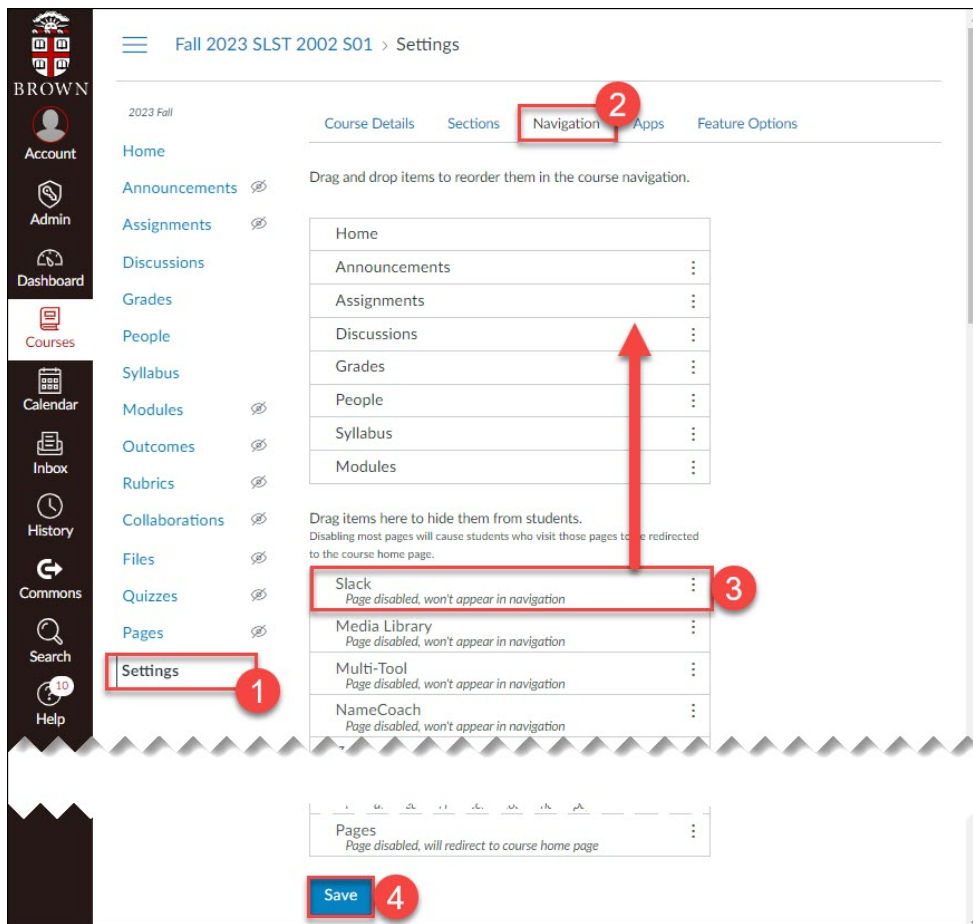 BROWN
Account
Admin
Dashboard
Courses
Calendar
Inbox
History
Commons
Search
10
Help
Fall 2023 SLST 2002 S01 > Settings
2023 Fall
Home
Announcements
Assignments
Discussions
Grades
People
Syllabus
Modules
Outcomes
Rubrics
Collaborations
Files
Quizzes
Pages
Settings
1
Course Details Sections Navigation Apps Feature Options
2
Drag and drop items to reorder them in the course navigation.
Home
Announcements
Assignments
Discussions
Grades
People
Syllabus
Modules
Drag items here to hide them from students.
Disabling most pages will cause students who visit those pages to be redirected
to the course home page.
Slack
Page disabled, won't appear in navigation
3
Media Library
Page disabled, won't appear in navigation
Multi-Tool
Page disabled, won't appear in navigation
NameCoach
Page disabled, won't appear in navigation
Pages
Page disabled, will redirect to course home page
Save
4